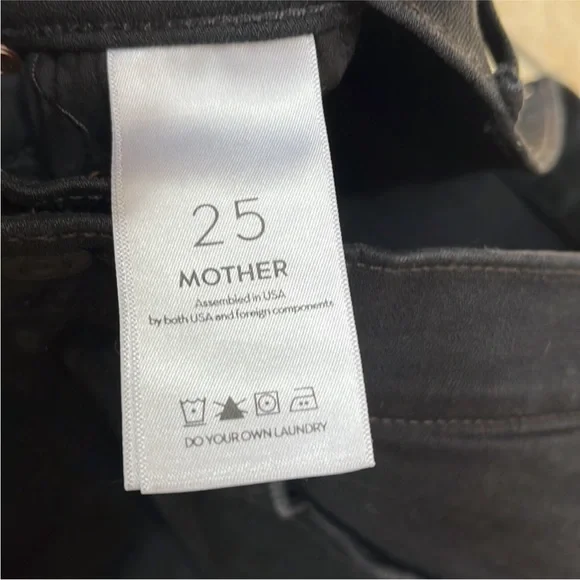 25
MOTHER
Assembled in USA
by both USA and foreign components
DO YOUR OWN LAUNDRY